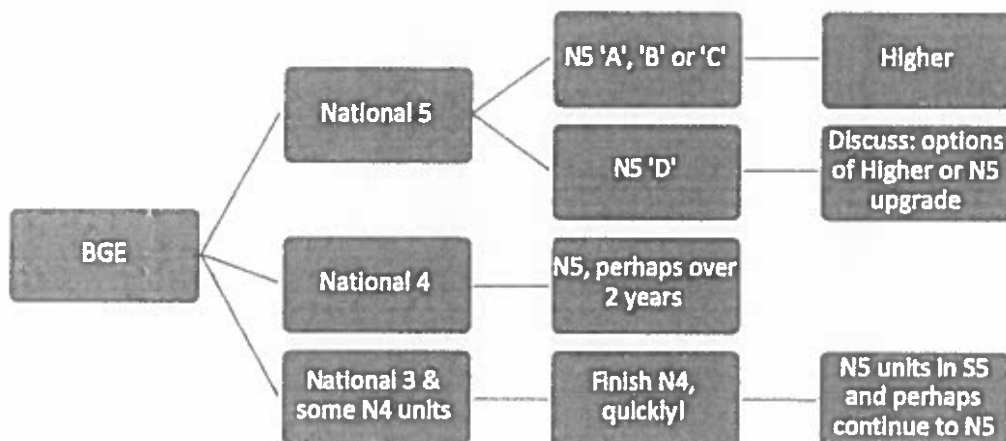 BGE
National 5
N5 'A', 'B' or 'C'
Higher
N5 'D'
Discuss: options
of Higher or N5
upgrade
National 4
N5, perhaps over
2 years
National 3 &
some N4 units
Finish N4,
quickly!
N5 units in S5
and perhaps
continue to N5